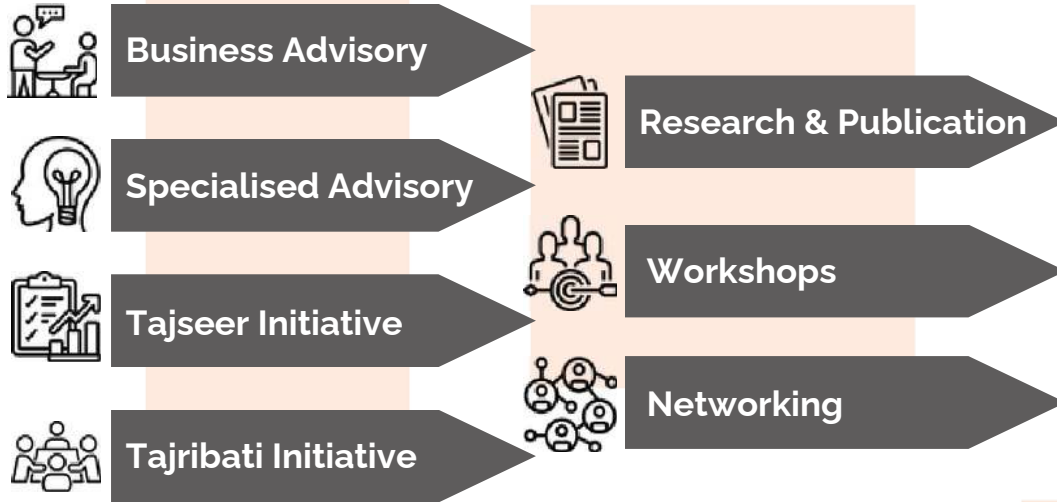 Business Advisory
Specialised Advisory
Tajseer Initiative
Tajribati Initiative
Research & Publication
Workshops
Networking